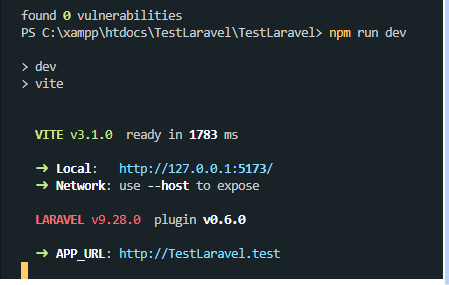 found 0 vulnerabilities
PS C:\xampp\htdocs\TestLaravel\TestLaravel> npm run dev
> dev
> vite
VITE v3.1.0 ready in 1783 ms
➜ Local: http://127.0.0.1:5173/
➜ Network: use --host to expose
LARAVEL v9.28.0 plugin v0.6.0
➜ APP_URL: http://TestLaravel.test